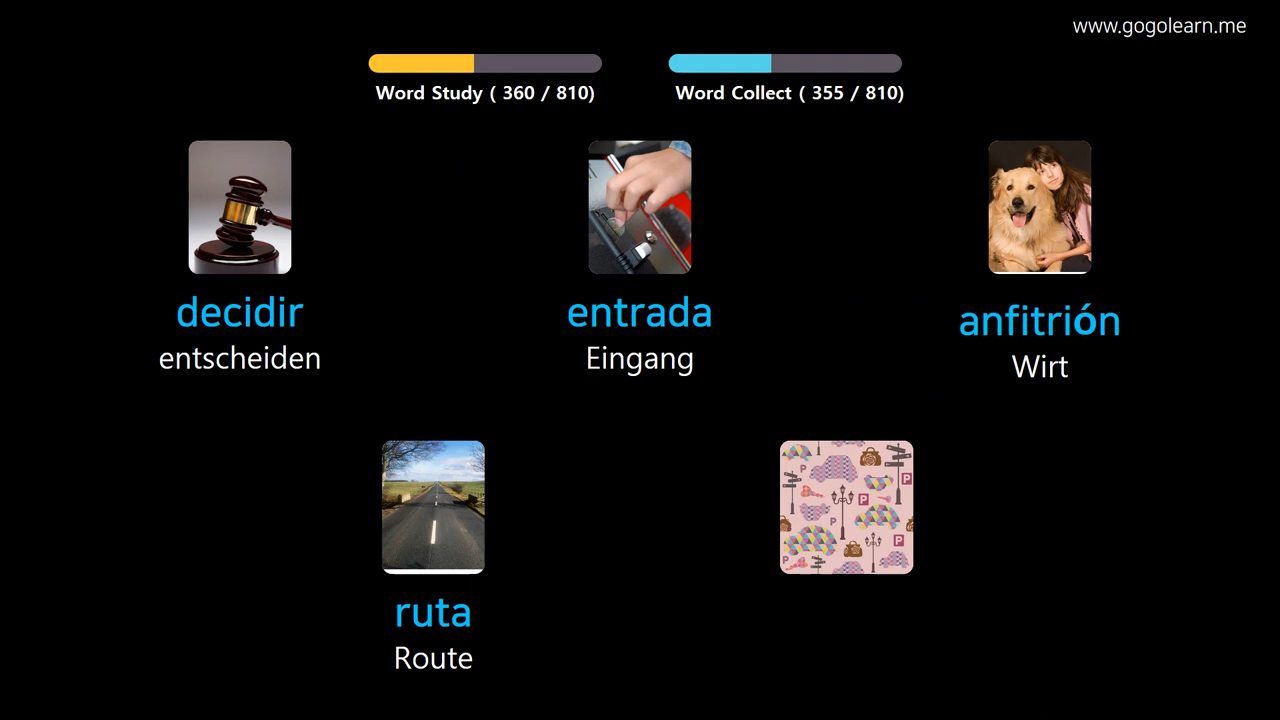 www.gogolearn.me
Word Study ( 360 / 810)
Word Collect ( 355 / 810)
decidir
entscheiden
entrada
Eingang
anfitrión
Wirt
ruta
Route
P
P
P
P
P
P